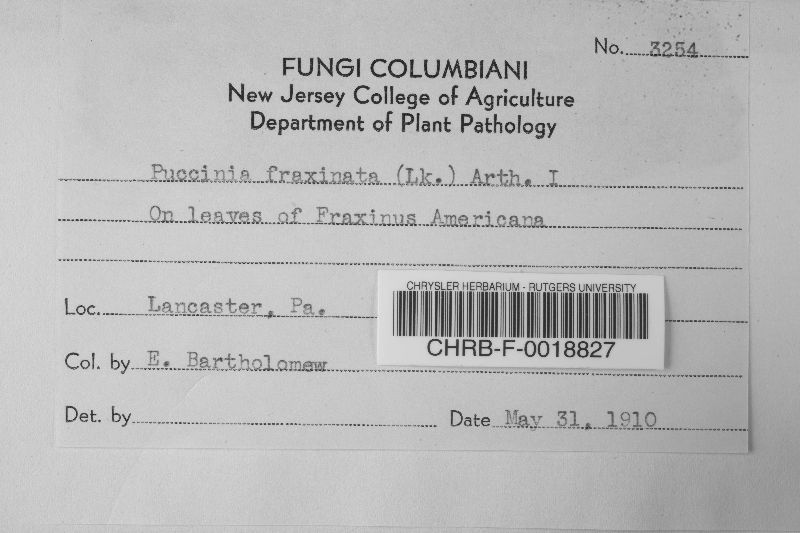 No. 3254
FUNGI COLUMBIANI
New Jersey College of Agriculture
Department of Plant Pathology
Puccinia fraxinata (Lk.) Arth. I
On leaves of Fraxinus Americana
Loc. Lancaster, Pa.
CHRYSLER HERBARIUM - RUTGERS UNIVERSITY
CHRB-F-0018827
Col. by E. Bartholomew
Det. by
Date May 31, 1910